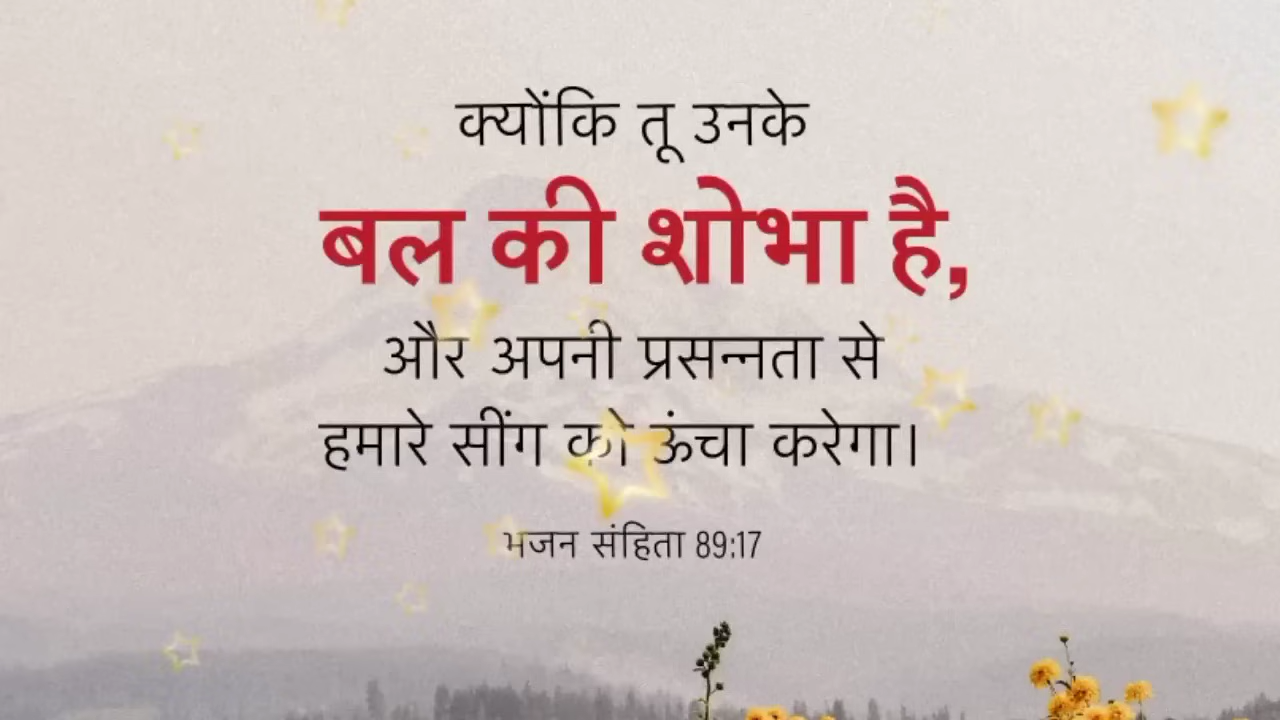 क्योंकि तू उनके
बल की शोभा है,
और अपनी प्रसन्नता से
हमारे सींग को ऊंचा करेगा।
भजन संहिता 89:17